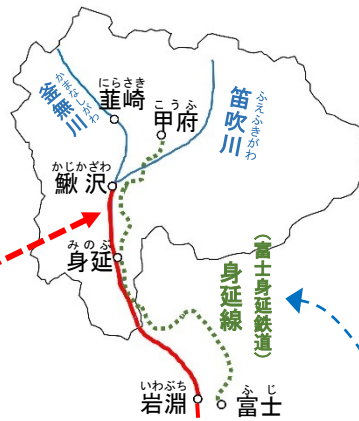 にらさき
韮崎
かまなしがわ
釜無川
こうふ
甲府
ふえふきがわ
笛吹川
かじかざわ
鰍沢
みのぶ
身延
（富士身延鉄道）
身延線
いわぶち
岩淵
ふじ
富士